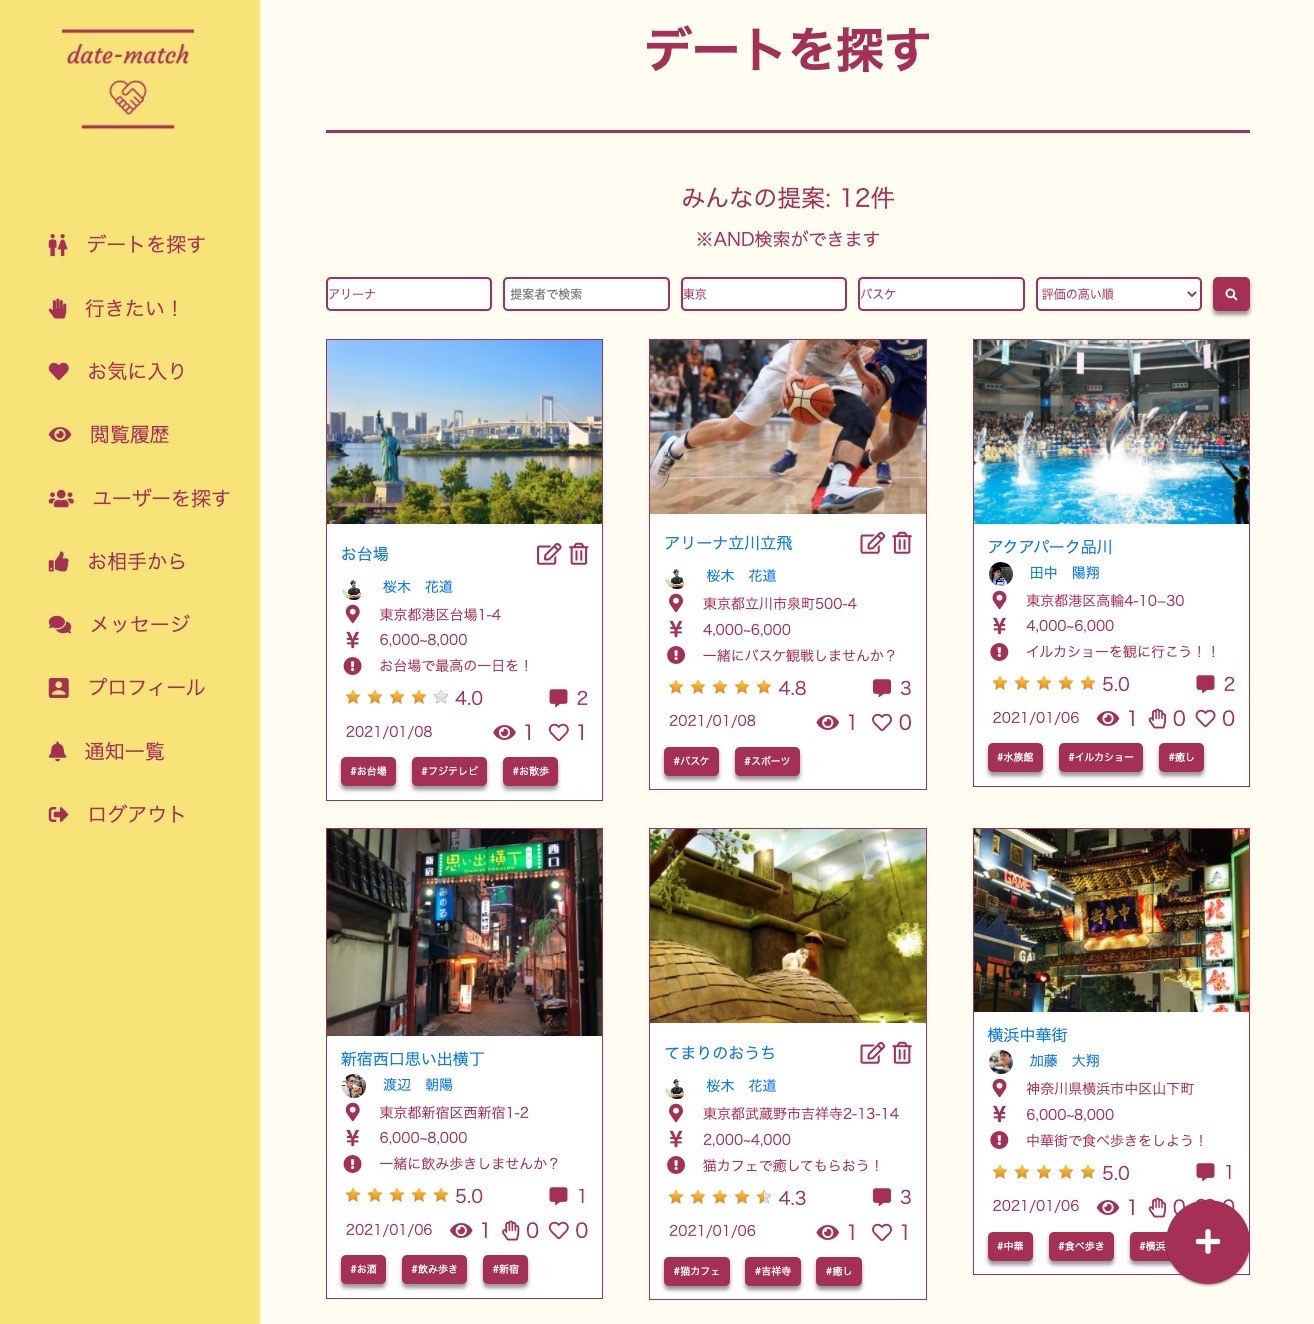 date-match
デートを探す
行きたい！
お気に入り
閲覧履歴
ユーザーを探す
お相手から
メッセージ
プロフィール
通知一覧
ログアウト
デートを探す
みんなの提案: 12件
※AND検索ができます
アリーナ
提案者で検索
東京
バスケ
評価の高い順
お台場
桜木　花道
東京都港区台場1-4
6,000~8,000
お台場で最高の一日を！
4.0 2
2021/01/08 1 1
#お台場 #フジテレビ #お散歩
アリーナ立川立飛
桜木　花道
東京都立川市泉町500-4
4,000~6,000
一緒にバスケ観戦しませんか？
4.8 3
2021/01/08 1 0
#バスケ #スポーツ
アクアパーク品川
田中　陽翔
東京都港区高輪4-10−30
4,000~6,000
イルカショーを観に行こう！！
5.0 2
2021/01/06 1 0 0
#水族館 #イルカショー #癒し
新宿
思い出横丁
西口
みのる
新宿西口思い出横丁
渡辺　朝陽
東京都新宿区西新宿1-2
6,000~8,000
一緒に飲み歩きしませんか？
5.0 1
2021/01/06 1 0 0
#お酒 #飲み歩き #新宿
てまりのおうち
桜木　花道
東京都武蔵野市吉祥寺2-13-14
2,000~4,000
猫カフェで癒してもらおう！
4.3 3
2021/01/06 1 1
#猫カフェ #吉祥寺 #癒し
GAME
街華中
北京飯
横浜中華街
加藤　大翔
神奈川県横浜市中区山下町
6,000~8,000
中華街で食べ歩きをしよう！
5.0 1
2021/01/06 1 0 0
#中華 #食べ歩き #横浜